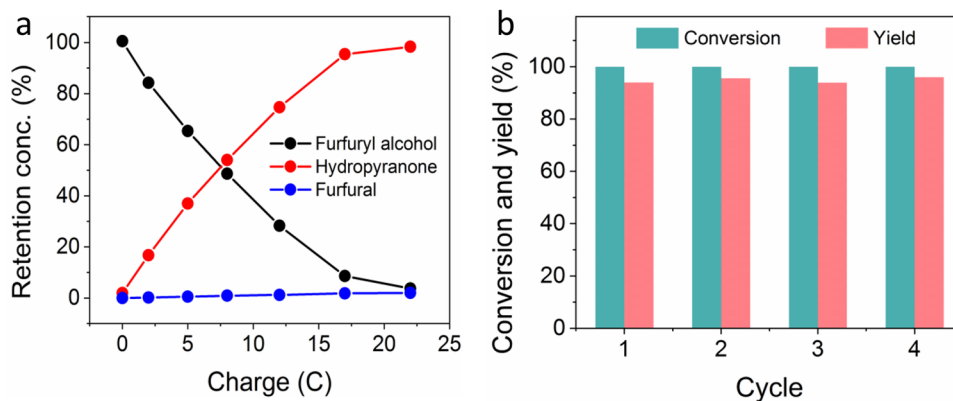 a
Retention conc. (%)
100
80
60
40
20
0
Furfuryl alcohol
Hydropyranone
Furfural
0 5 10 15 20 25
Charge (C)
b
Conversion and yield (%)
Conversion Yield
100
80
60
40
20
0
1 2 3 4
Cycle